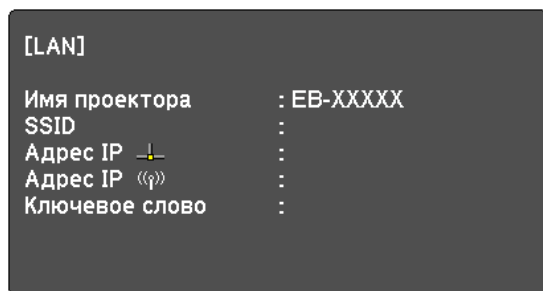 [LAN]
Имя проектора : EB-XXXXX
SSID :
Адрес IP :
Адрес IP :
Ключевое слово :